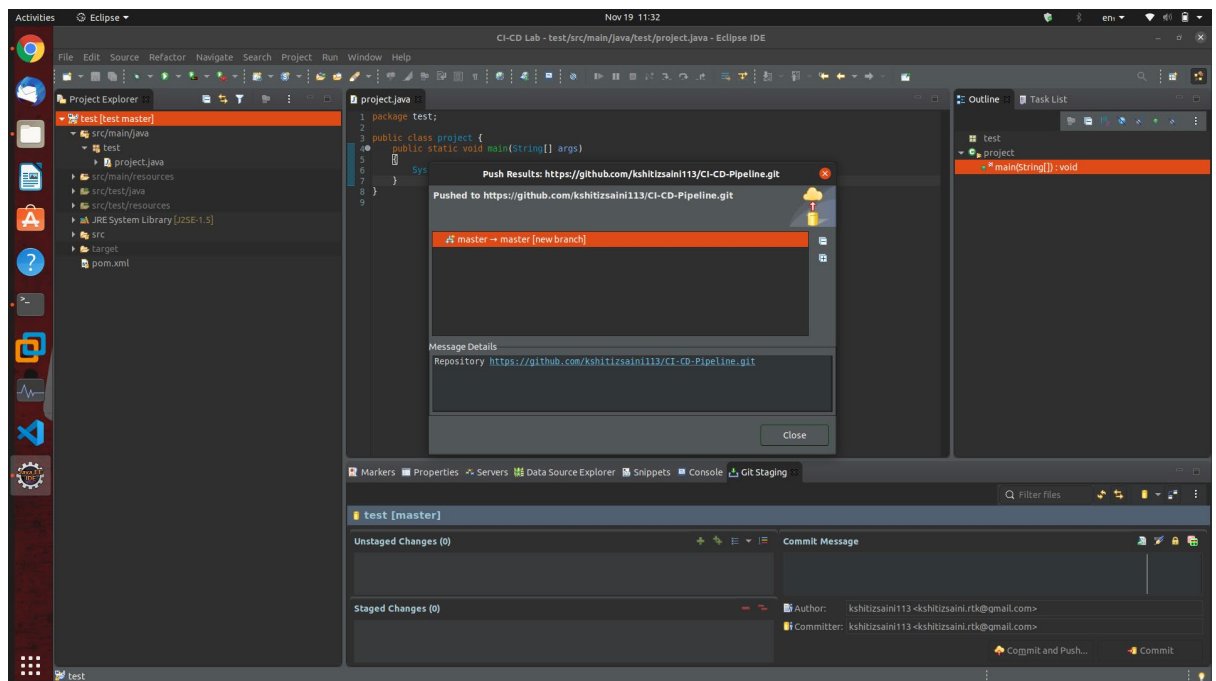 Activities Eclipse Nov 19 11:32 en₁
CI-CD Lab - test/src/main/java/test/project.java - Eclipse IDE
File Edit Source Refactor Navigate Search Project Run Window Help
Project Explorer
test [test master]
src/main/java
test
project.java
src/main/resources
src/test/java
src/test/resources
JRE System Library [J2SE-1.5]
src
target
pom.xml
project.java
1 package test;
2
3 public class project {
4 public static void main(String[] args)
5 {
6 Sys
7 }
8 }
9
Push Results: https://github.com/kshitizsaini113/CI-CD-Pipeline.git
Pushed to https://github.com/kshitizsaini113/CI-CD-Pipeline.git
master → master [new branch]
Message Details
Repository https://github.com/kshitizsaini113/CI-CD-Pipeline.git
Close
Outline Task List
test
project
main(String[]) : void
Markers Properties Servers Data Source Explorer Snippets Console Git Staging
Filter files
test [master]
Unstaged Changes (0)
Staged Changes (0)
Commit Message
Author: kshitizsaini113 <kshitizsaini.rtk@gmail.com>
Committer: kshitizsaini113 <kshitizsaini.rtk@gmail.com>
Commit and Push... Commit
test